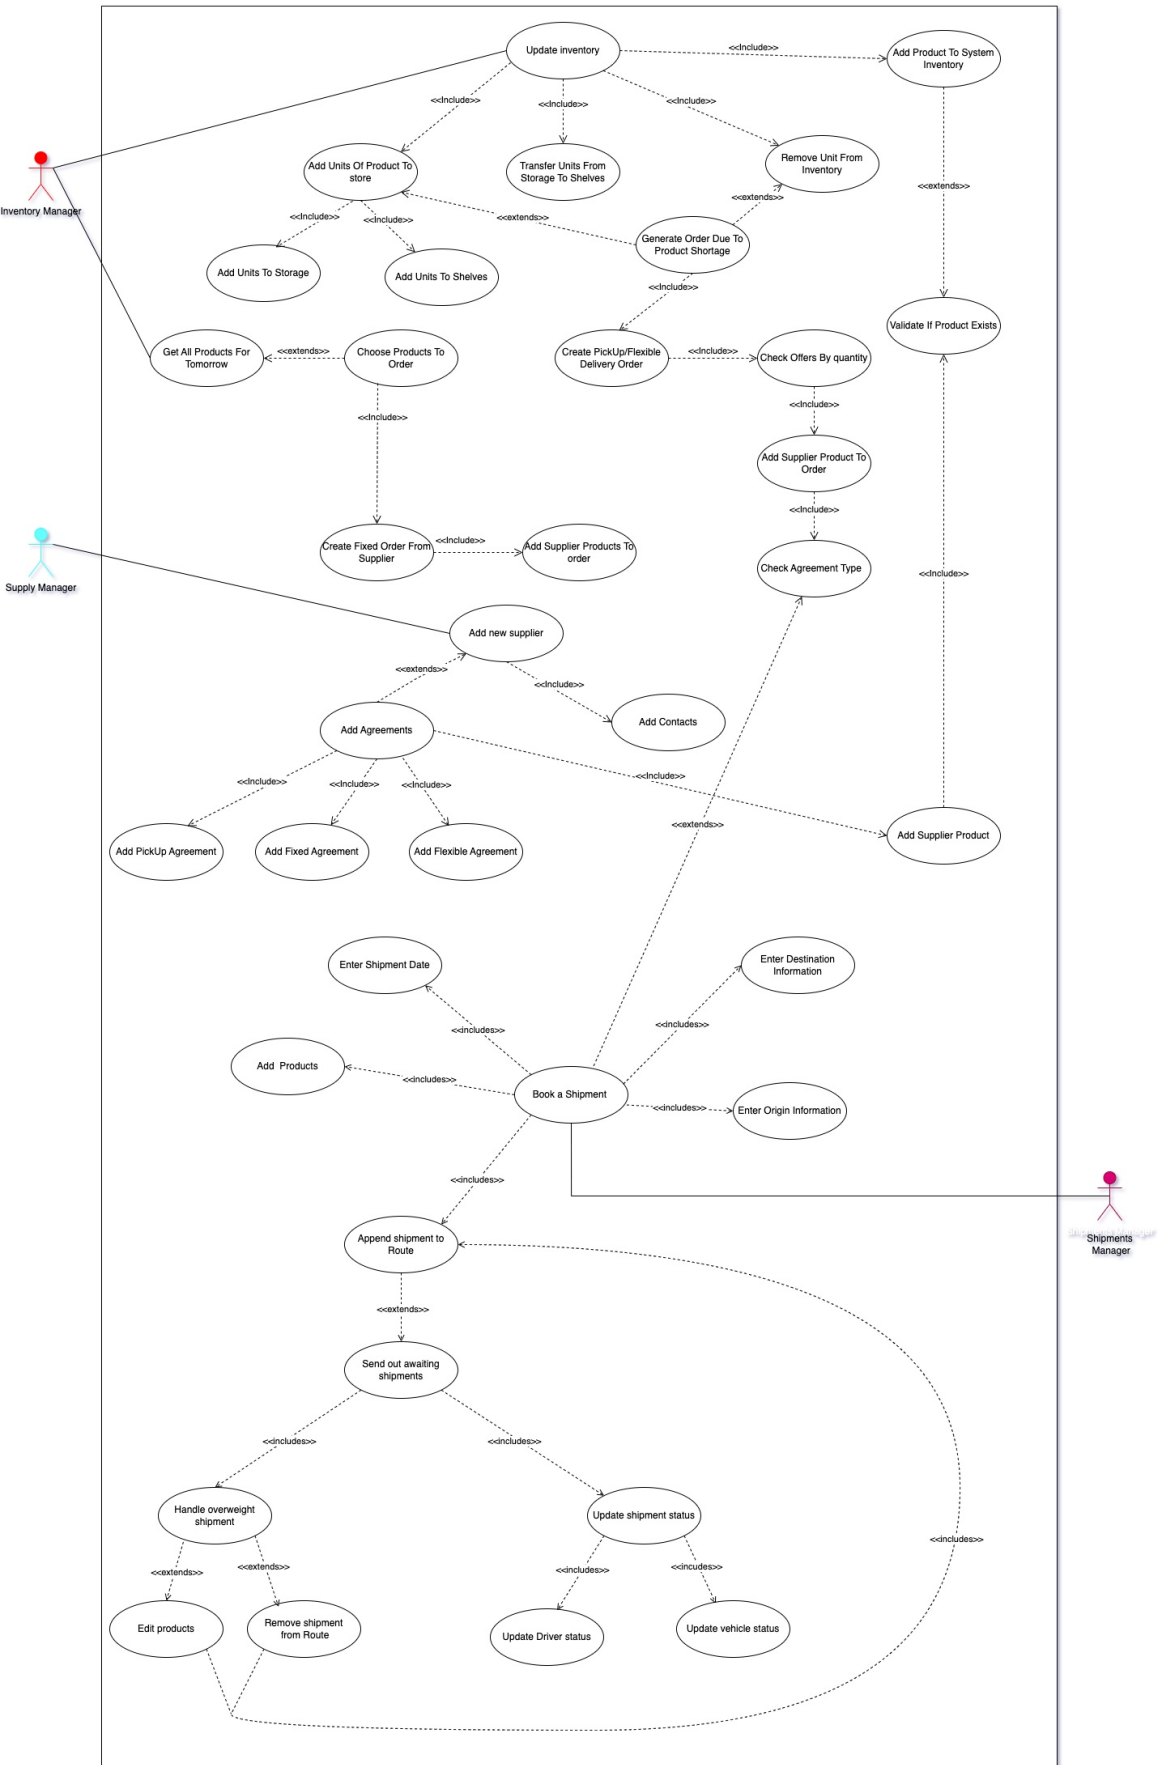 Update inventory
<<Include>>
Add Product To System
Inventory
<<Include>>
<<Include>>
<<Include>>
Inventory Manager
Add Units Of Product To
store
Transfer Units From
Storage To Shelves
Remove Unit From
Inventory
<<extends>>
<<extends>>
<<extends>>
<<Include>>
<<Include>>
Generate Order Due To
Product Shortage
Add Units To Storage
Add Units To Shelves
<<Include>>
Validate If Product Exists
Get All Products For
Tomorrow
<<extends>>
Choose Products To
Order
Create PickUp/Flexible
Delivery Order
<<Include>>
Check Offers By quantity
<<Include>>
<<Include>>
Add Supplier Product To
Order
<<Include>>
Supply Manager
Create Fixed Order From
Supplier
<<Include>>
Add Supplier Products To
order
Check Agreement Type
<<Include>>
Add new supplier
<<extends>>
<<Include>>
Add Agreements
Add Contacts
<<Include>>
<<Include>>
<<Include>>
<<Include>>
<<extends>>
Add Supplier Product
Add PickUp Agreement
Add Fixed Agreement
Add Flexible Agreement
Enter Shipment Date
Enter Destination
Information
<<includes>>
<<includes>>
Add  Products
<<includes>>
Book a Shipment
<<includes>>
Enter Origin Information
<<includes>>
Shipments Manager
Shipments
Manager
Append shipment to
Route
<<extends>>
Send out awaiting
shipments
<<includes>>
<<includes>>
Handle overweight
shipment
Update shipment status
<<includes>>
<<extends>>
<<extends>>
<<includes>>
<<incudes>>
Edit products
Remove shipment
from Route
Update Driver status
Update vehicle status